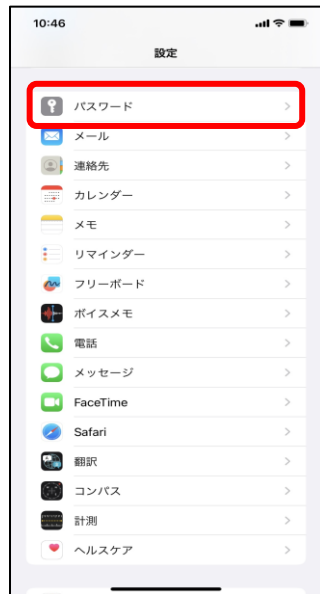 10:46
設定
パスワード
メール
連絡先
カレンダー
メモ
リマインダー
フリーボード
ボイスメモ
電話
メッセージ
FaceTime
Safari
翻訳
コンパス
計測
ヘルスケア